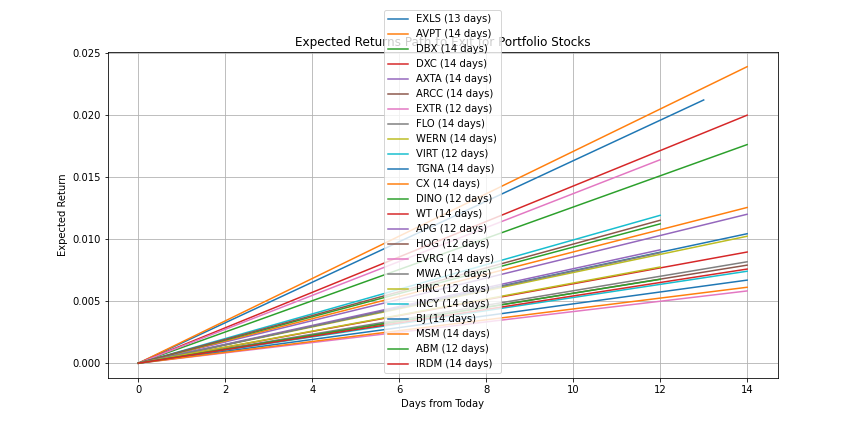 Expected Returns Path to Exit for Portfolio Stocks
EXLS (13 days)
AVPT (14 days)
DBX (14 days)
DXC (14 days)
AXTA (14 days)
ARCC (14 days)
EXTR (12 days)
FLO (14 days)
WERN (14 days)
VIRT (12 days)
TGNA (14 days)
CX (14 days)
DINO (12 days)
WT (14 days)
APG (12 days)
HOG (12 days)
EVRG (14 days)
MWA (12 days)
PINC (12 days)
INCY (14 days)
BJ (14 days)
MSM (14 days)
ABM (12 days)
IRDM (14 days)
Expected Return
0.025
0.020
0.015
0.010
0.005
0.000
0
2
4
6
8
10
12
14
Days from Today